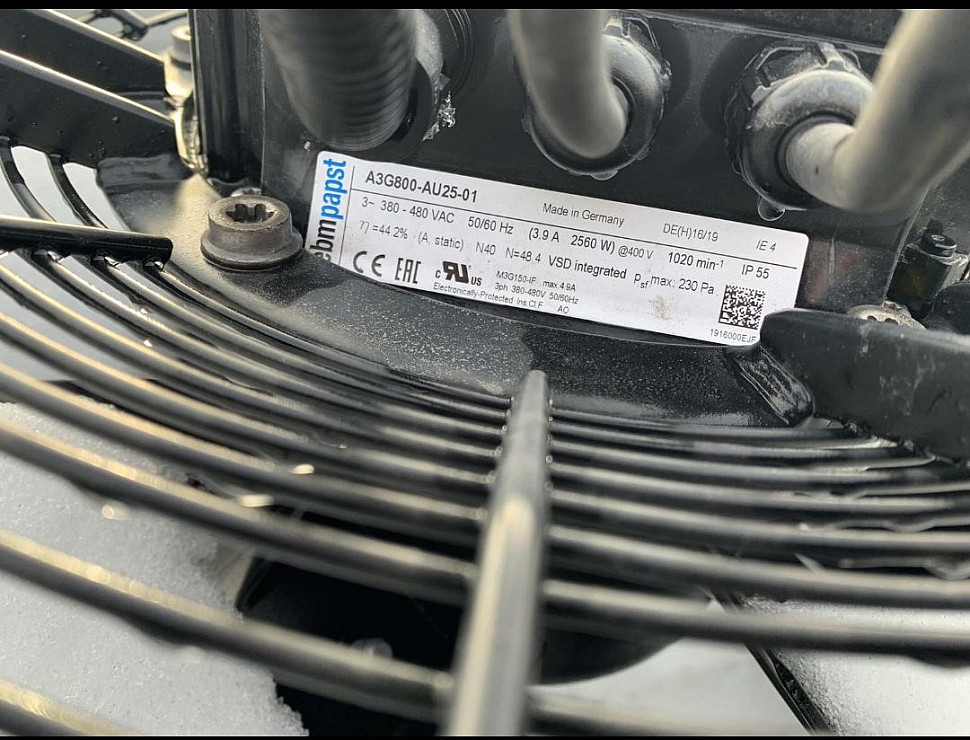 ebmpapst
A3G800-AU25-01 Made in Germany DE(H)16/19 IE 4
3~ 380 - 480 VAC 50/60 Hz (3.9 A 2560 W) @400 V 1020 min-1 IP 55
η =44.2% (A, static) N40 N=48.4 VSD integrated psf max: 230 Pa
CE EAC c RU us M3G150-IF max 4.9A
3ph 380-480V 50/60Hz
Electronically-Protected Ins.Cl.F AO
1916000EJF